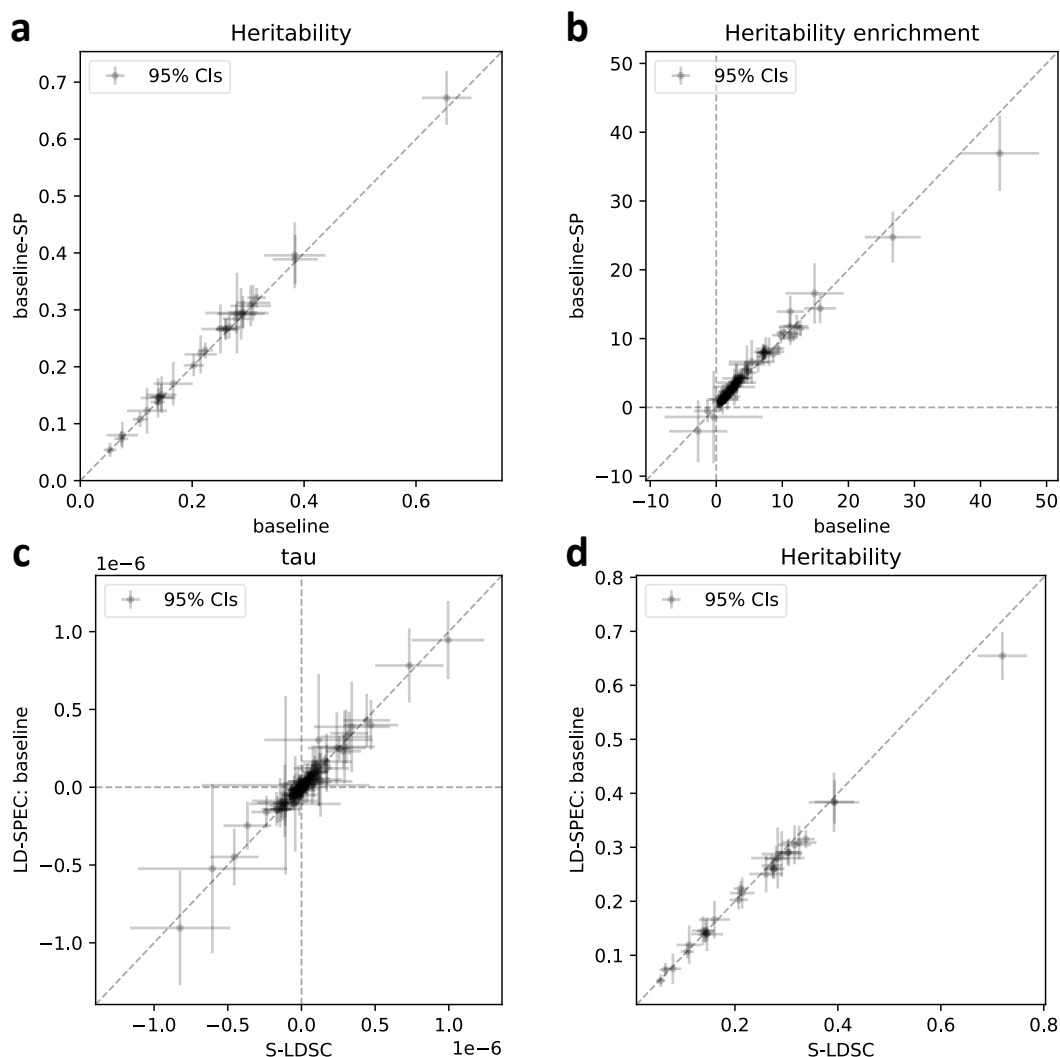 a
Heritability
95% CIs
0.7
0.6
0.5
0.4
0.3
0.2
0.1
0.0
baseline-SP
0.0 0.2 0.4 0.6
baseline
b
Heritability enrichment
95% CIs
50
40
30
20
10
0
−10
baseline-SP
−10 0 10 20 30 40 50
baseline
c
1e−6
tau
95% CIs
1.0
0.5
0.0
−0.5
−1.0
LD-SPEC: baseline
−1.0 −0.5 0.0 0.5 1.0
S-LDSC
1e−6
d
Heritability
95% CIs
0.8
0.7
0.6
0.5
0.4
0.3
0.2
0.1
LD-SPEC: baseline
0.2 0.4 0.6 0.8
S-LDSC